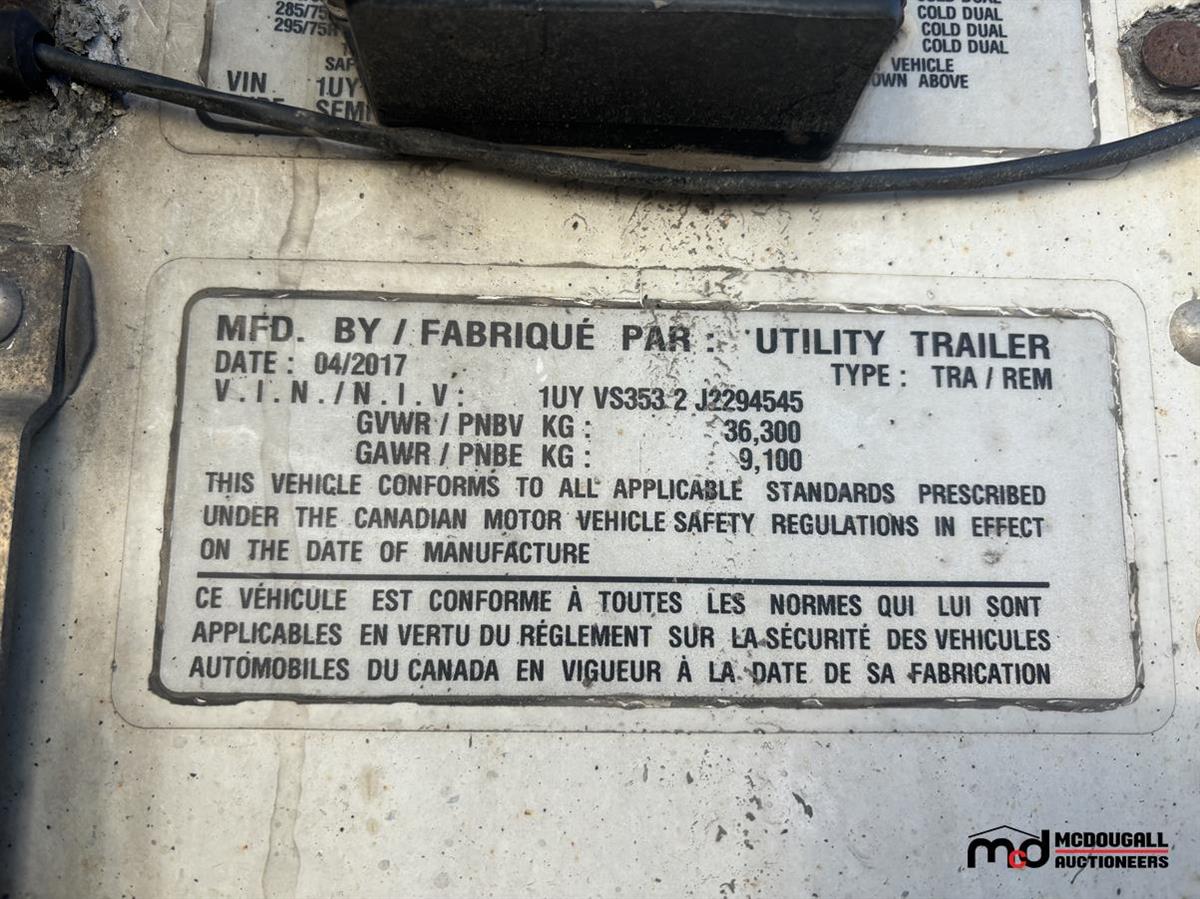 285/75
295/75R
COLD DUAL
COLD DUAL
COLD DUAL
COLD DUAL
SAF
VEHICLE
OWN ABOVE
VIN 1UY
SEMI
MFD. BY / FABRIQUÉ PAR : UTILITY TRAILER
DATE : 04/2017
TYPE : TRA / REM
V.I.N./N.I.V: 1UY VS353 2 J2294545
GVWR / PNBV KG : 36,300
GAWR / PNBE KG : 9,100
THIS VEHICLE CONFORMS TO ALL APPLICABLE STANDARDS PRESCRIBED
UNDER THE CANADIAN MOTOR VEHICLE SAFETY REGULATIONS IN EFFECT
ON THE DATE OF MANUFACTURE
CE VÉHICULE EST CONFORME À TOUTES LES NORMES QUI LUI SONT
APPLICABLES EN VERTU DU RÉGLEMENT SUR LA SÉCURITÉ DES VEHICULES
AUTOMOBILES DU CANADA EN VIGUEUR À LA DATE DE SA FABRICATION
mcd MCDOUGALL
AUCTIONEERS